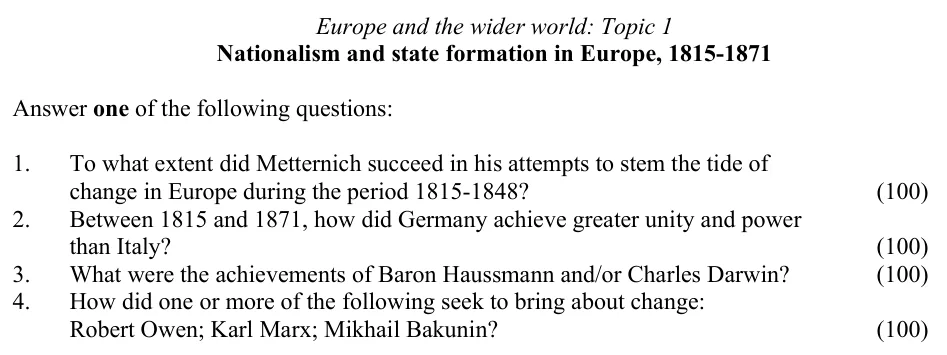 Europe and the wider world: Topic 1
Nationalism and state formation in Europe, 1815-1871
Answer one of the following questions:
1. To what extent did Metternich succeed in his attempts to stem the tide of
change in Europe during the period 1815-1848? (100)
2. Between 1815 and 1871, how did Germany achieve greater unity and power
than Italy? (100)
3. What were the achievements of Baron Haussmann and/or Charles Darwin? (100)
4. How did one or more of the following seek to bring about change:
Robert Owen; Karl Marx; Mikhail Bakunin? (100)